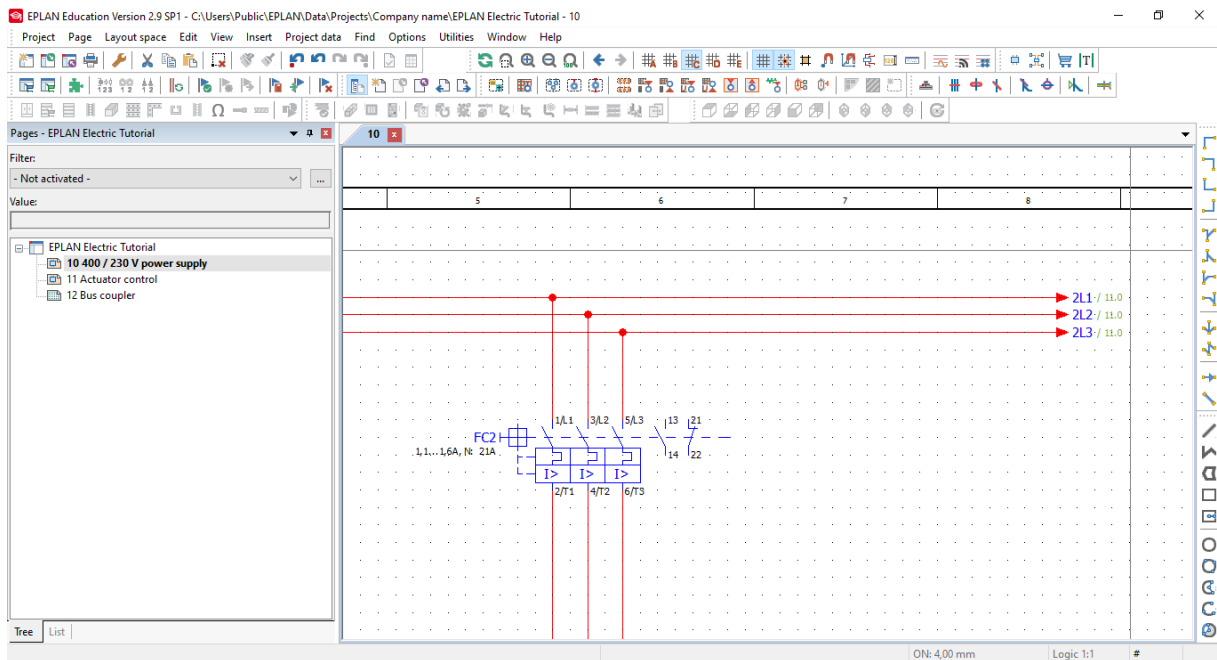 EPLAN Education Version 2.9 SP1 - C:\Users\Public\EPLAN\Data\Projects\Company name\EPLAN Electric Tutorial - 10
Project Page Layout space Edit View Insert Project data Find Options Utilities Window Help
Pages - EPLAN Electric Tutorial
10
Filter:
- Not activated -
...
Value:
EPLAN Electric Tutorial
10 400 / 230 V power supply
11 Actuator control
12 Bus coupler
Tree List
5 6 7 8
2L1 / 11.0
2L2 / 11.0
2L3 / 11.0
1/L1 3/L2 5/L3 13 21
FC2
1,1...1,6A, N: 21A
14 22
I> I> I>
2/T1 4/T2 6/T3
ON: 4,00 mm Logic 1:1 #